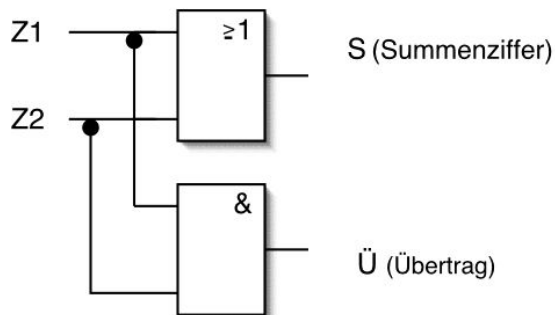 Z1
≥1
S (Summenziffer)
Z2
&
Ü (Übertrag)